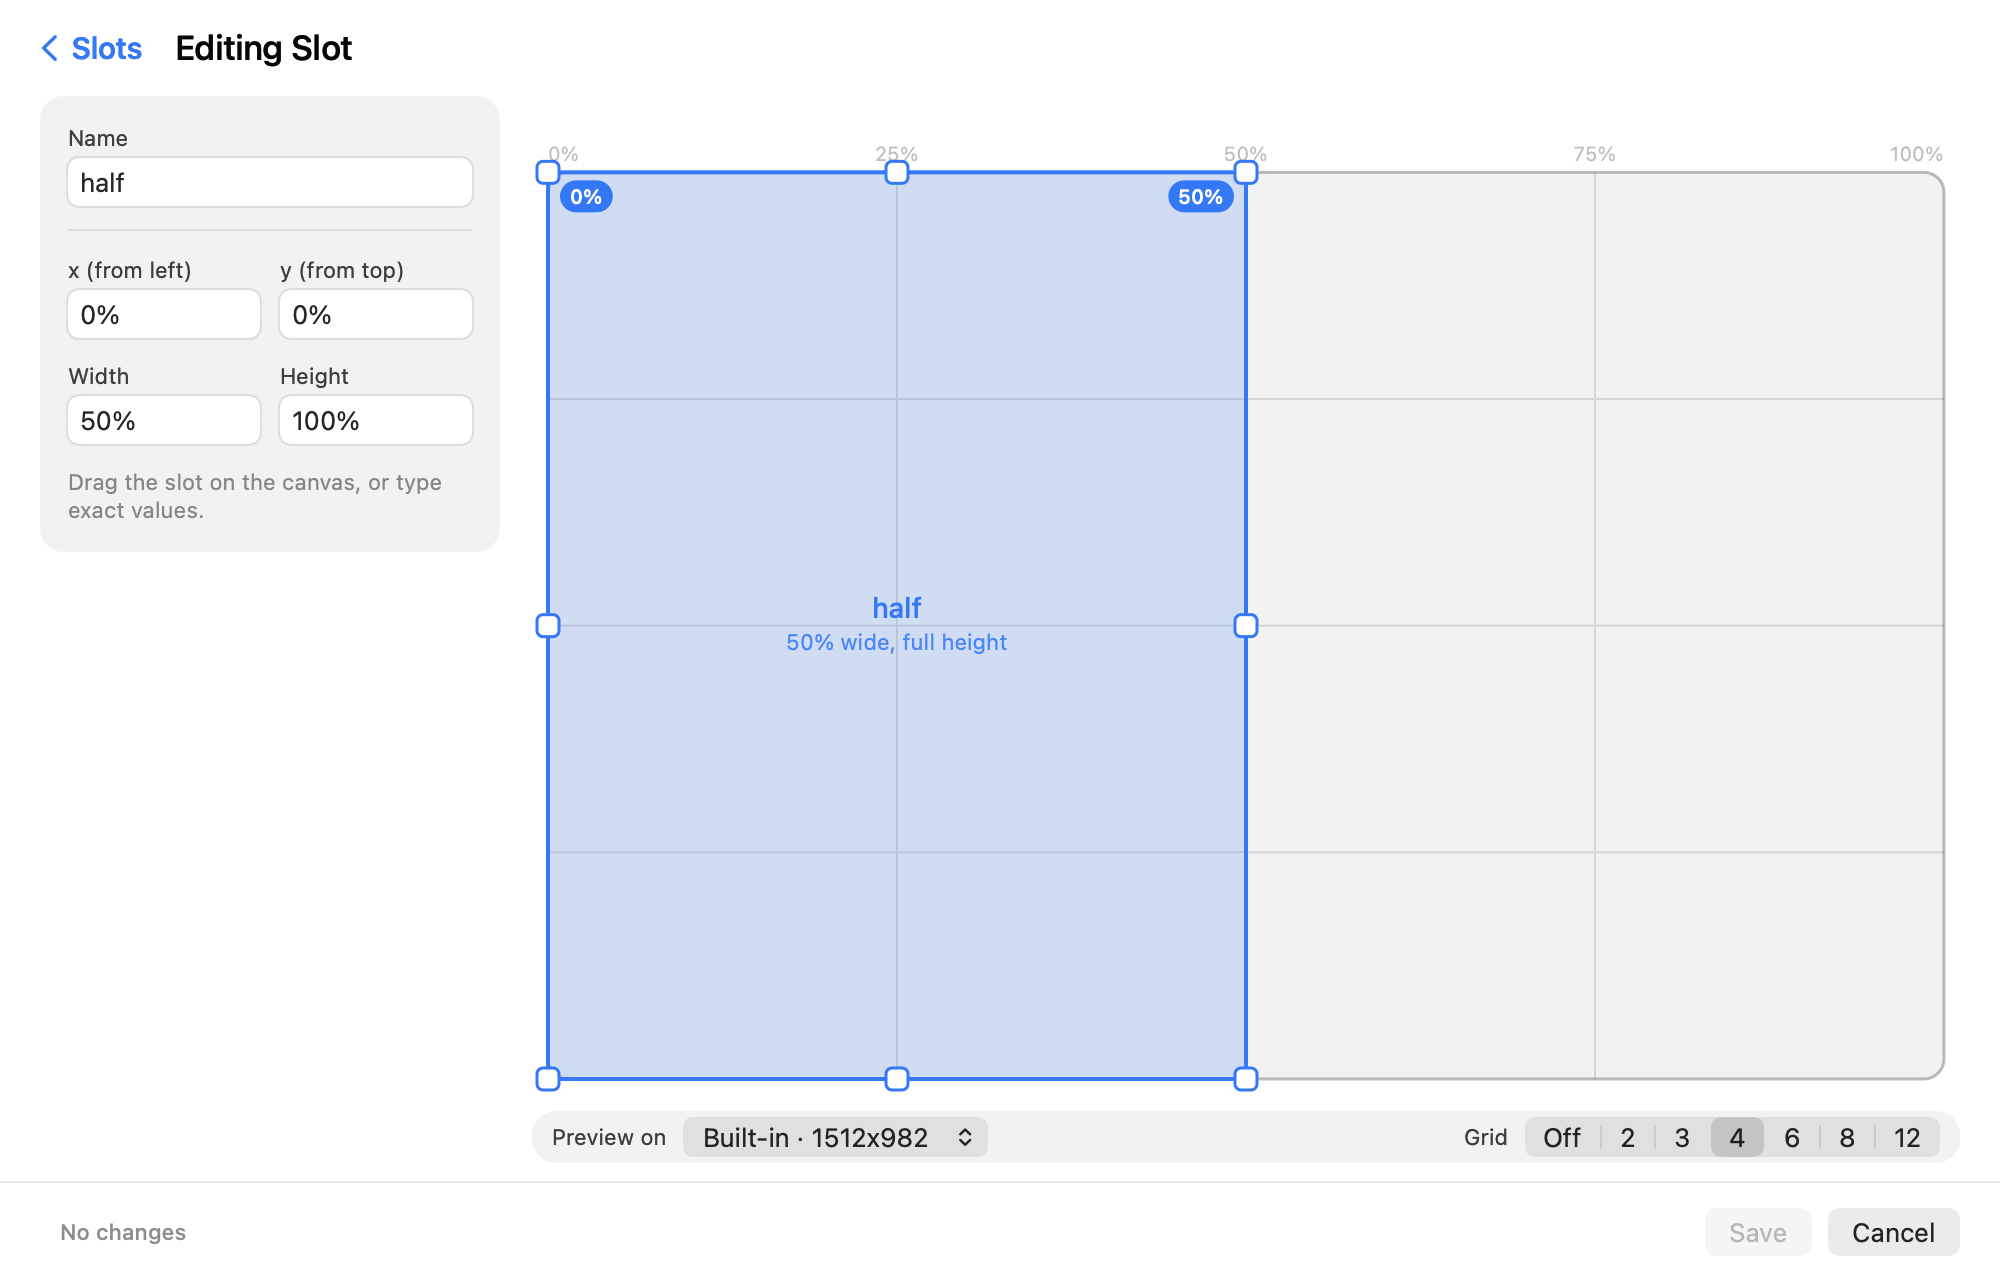 Slots
Editing Slot
Name
half
x (from left)
y (from top)
0%
0%
Width
Height
50%
100%
Drag the slot on the canvas, or type
exact values.
0%
25%
50%
75%
100%
0%
50%
half
50% wide, full height
Preview on
Built-in · 1512x982
Grid
Off
2
3
4
6
8
12
No changes
Save
Cancel